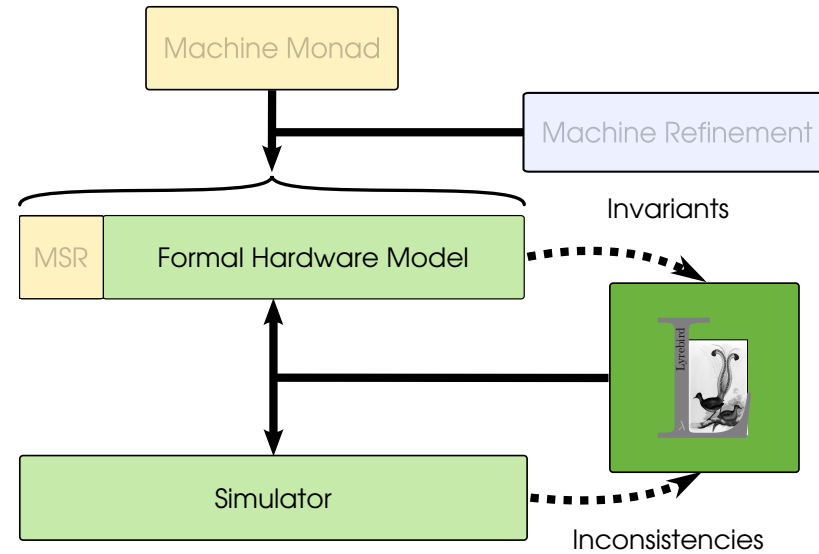 Machine Monad
Machine Refinement
Invariants
MSR
Formal Hardware Model
Lyrebird
L
λ
Simulator
Inconsistencies